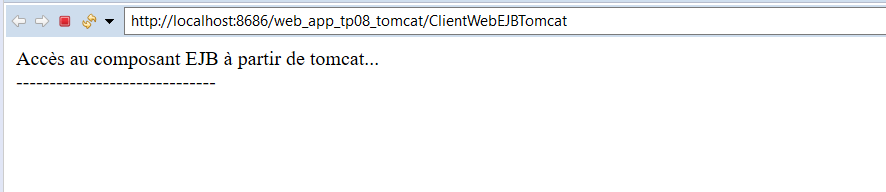 http://localhost:8686/web_app_tp08_tomcat/ClientWebEJBTomcat
Accès au composant EJB à partir de tomcat...
------------------------------